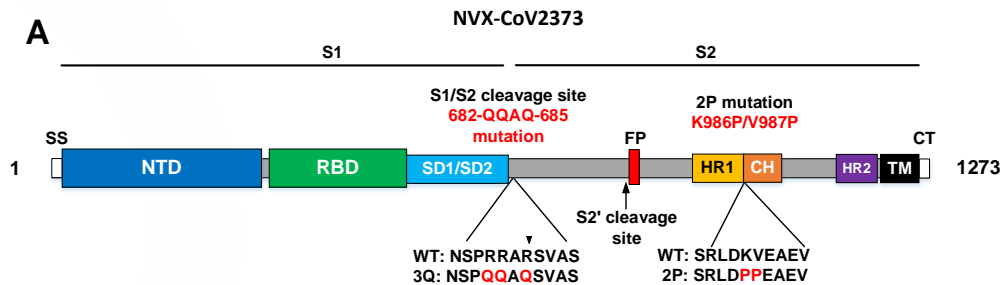 A
NVX-CoV2373
S1
S2
S1/S2 cleavage site
682-QQAQ-685
mutation
2P mutation
K986P/V987P
SS
FP
CT
1
NTD
RBD
SD1/SD2
HR1
CH
HR2
TM
1273
S2' cleavage
site
WT: NSPRRARSVAS
3Q: NSPQQAQSVAS
WT: SRLDKVEAEV
2P: SRLDPPEAEV